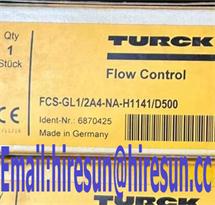 Qty
1
Stück
TURCK
Flow Control
FCS-GL1/2A4-NA-H1141/D500
Ident-Nr.: 6870425
Made in Germany
CE
Email:hiresun@hiresun.cc
TURCK